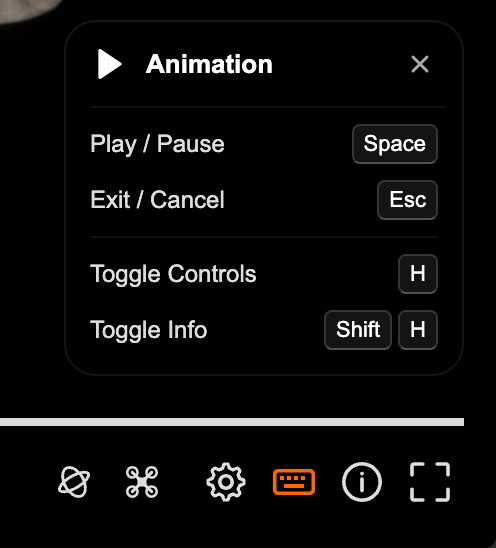 Animation
Play / Pause Space
Exit / Cancel Esc
Toggle Controls H
Toggle Info Shift H